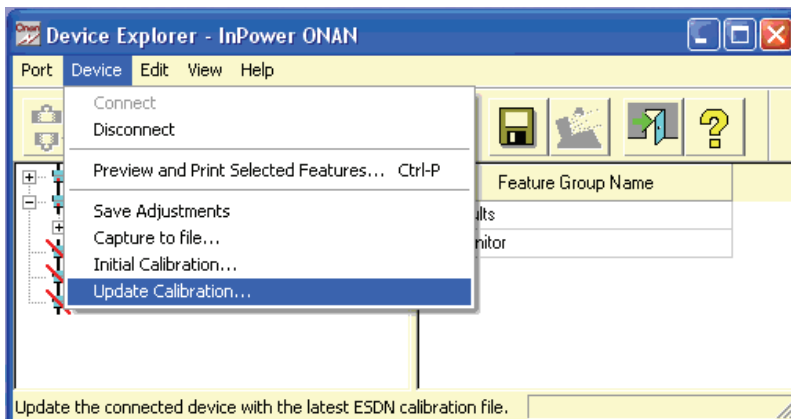 Onan
Device Explorer - InPower ONAN
Port Device Edit View Help
Connect
Disconnect
Preview and Print Selected Features... Ctrl-P
Save Adjustments
Capture to file...
Initial Calibration...
Update Calibration...
Feature Group Name
ults
nitor
Update the connected device with the latest ESDN calibration file.